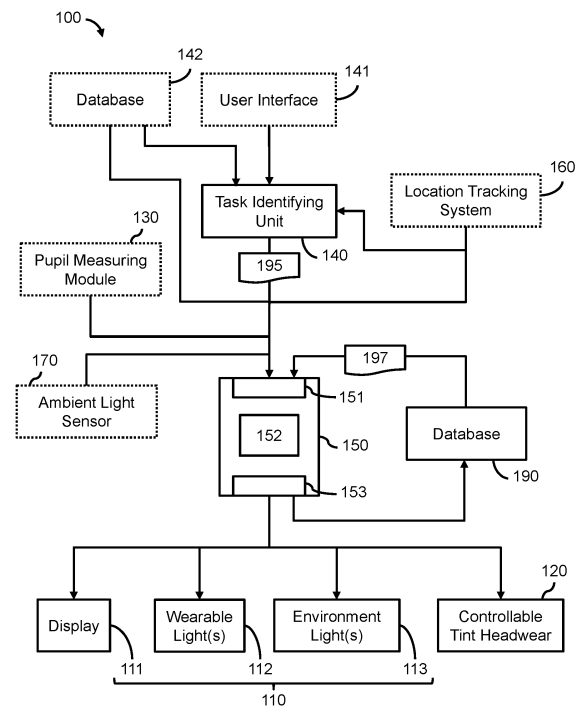 100
142
Database
141
User Interface
160
Location Tracking
System
Task Identifying
Unit
140
195
130
Pupil Measuring
Module
170
Ambient Light
Sensor
197
151
152
150
153
Database
190
120
Display
Wearable
Light(s)
Environment
Light(s)
Controllable
Tint Headwear
111
112
113
110